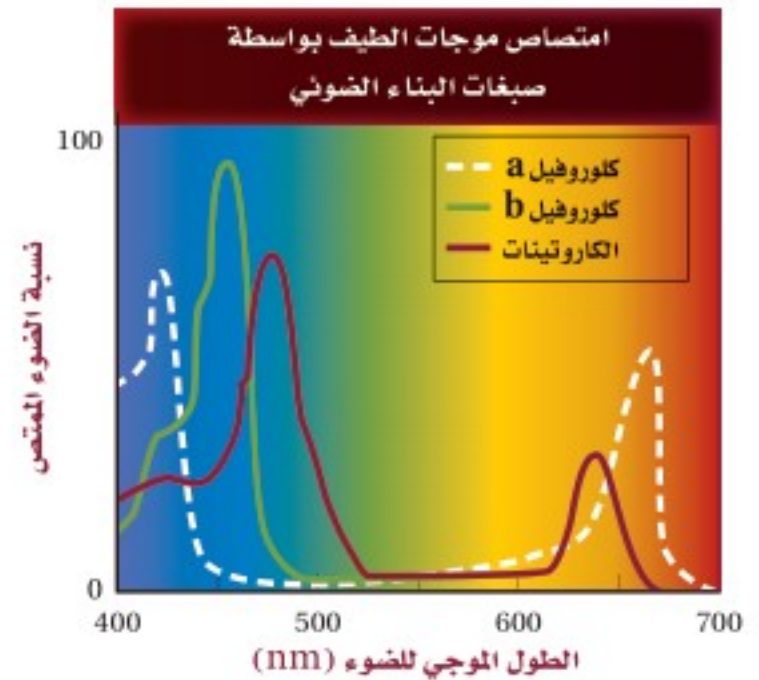 امتصاص موجات الطيف بواسطة
صبغات البناء الضوئي
100
كلوروفيل a
كلوروفيل b
الكاروتينات
نسبة الضوء الممتص
0
400 500 600 700
الطول الموجي للضوء (nm)